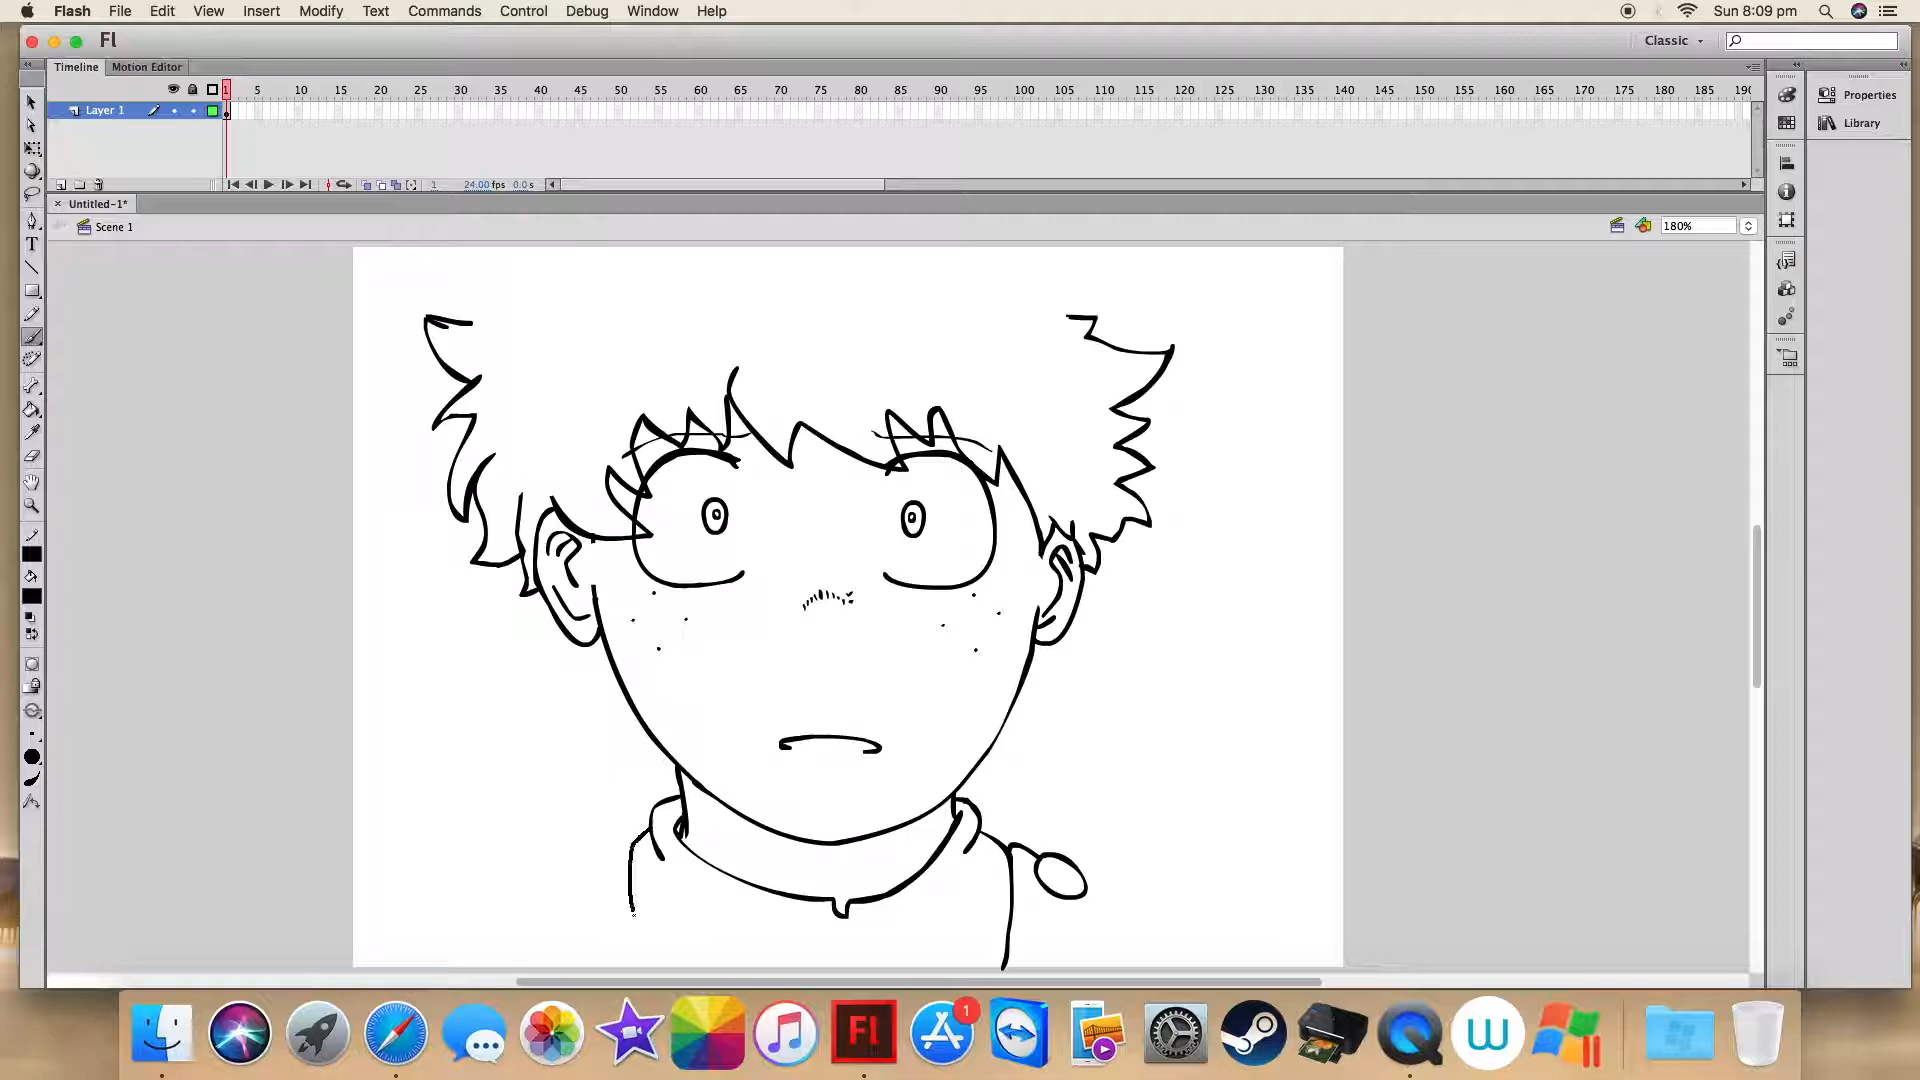 Flash File Edit View Insert Modify Text Commands Control Debug Window Help Sun 8:09 pm
Fl Classic
Timeline Motion Editor
1 5 10 15 20 25 30 35 40 45 50 55 60 65 70 75 80 85 90 95 100 105 110 115 120 125 130 135 140 145 150 155 160 165 170 175 180 185 190
Layer 1
Properties
Library
1 24.00 fps 0.0 s
Untitled-1*
Scene 1 180%
T
Fl 1 W